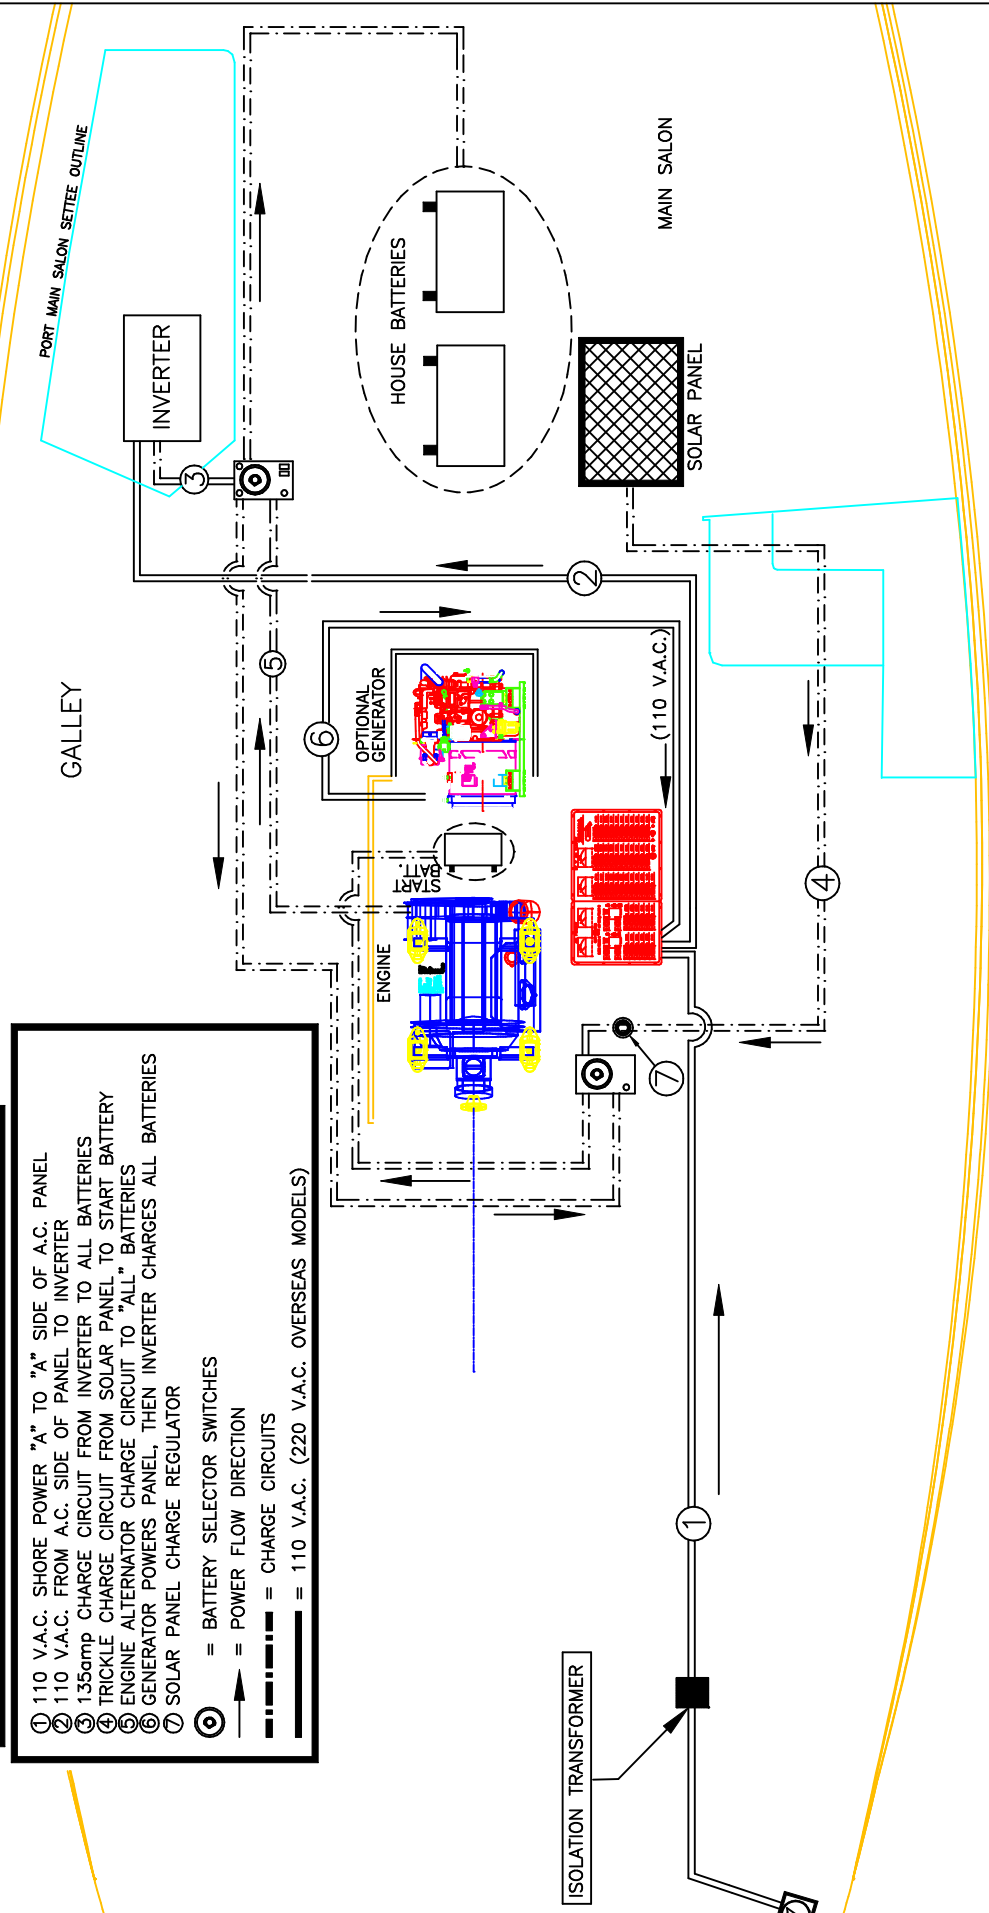 ① 110 V.A.C. SHORE POWER "A" TO "A" SIDE OF A.C. PANEL
② 110 V.A.C. FROM A.C. SIDE OF PANEL TO INVERTER
③ 135amp CHARGE CIRCUIT FROM INVERTER TO ALL BATTERIES
④ TRICKLE CHARGE CIRCUIT FROM SOLAR PANEL TO START BATTERY
⑤ ENGINE ALTERNATOR CHARGE CIRCUIT TO "ALL" BATTERIES
⑥ GENERATOR POWERS PANEL, THEN INVERTER CHARGES ALL BATTERIES
⑦ SOLAR PANEL CHARGE REGULATOR
= BATTERY SELECTOR SWITCHES
= POWER FLOW DIRECTION
= CHARGE CIRCUITS
= 110 V.A.C. (220 V.A.C. OVERSEAS MODELS)
PORT MAIN SALON SETTEE OUTLINE
GALLEY
INVERTER
3
5
6
OPTIONAL
GENERATOR
HOUSE BATTERIES
MAIN SALON
SOLAR PANEL
2
START
BATT.
ENGINE
(110 V.A.C.)
4
7
1
ISOLATION TRANSFORMER